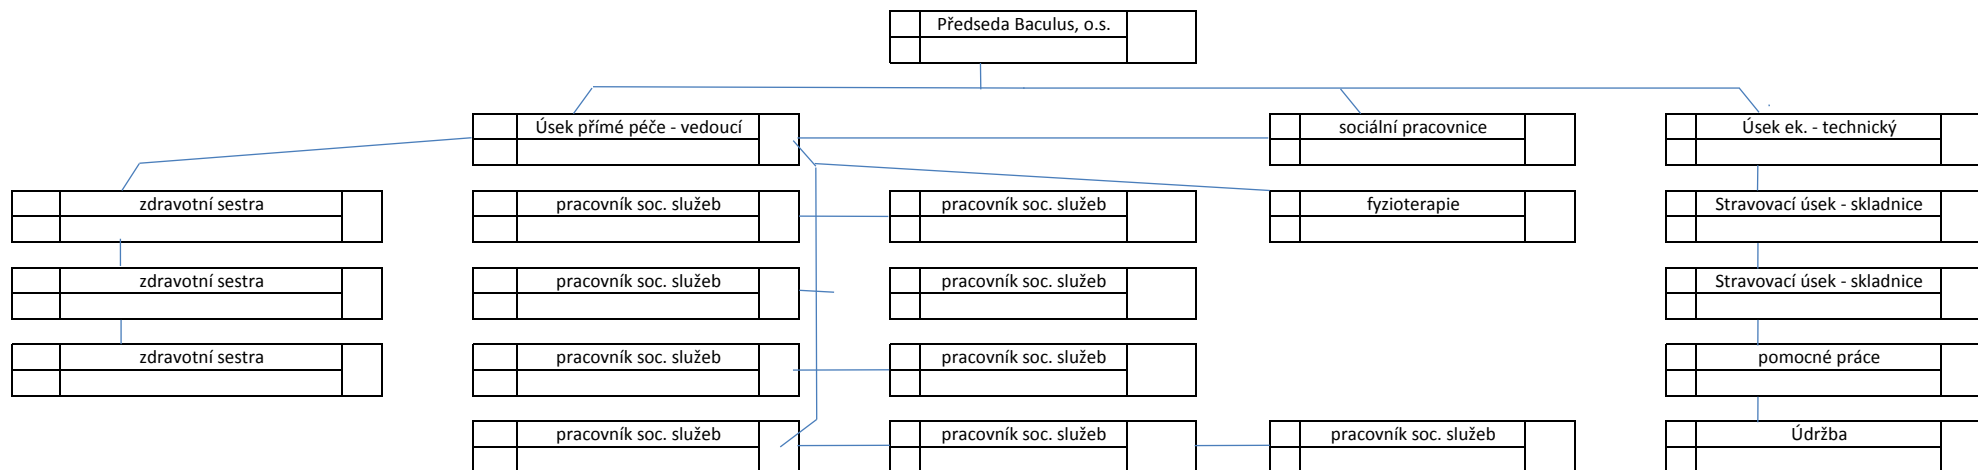 Předseda Baculus, o.s.
Úsek přímé péče - vedoucí
sociální pracovnice
Úsek ek. - technický
zdravotní sestra
pracovník soc. služeb
pracovník soc. služeb
fyzioterapie
Stravovací úsek - skladnice
zdravotní sestra
pracovník soc. služeb
pracovník soc. služeb
Stravovací úsek - skladnice
zdravotní sestra
pracovník soc. služeb
pracovník soc. služeb
pomocné práce
pracovník soc. služeb
pracovník soc. služeb
pracovník soc. služeb
Údržba